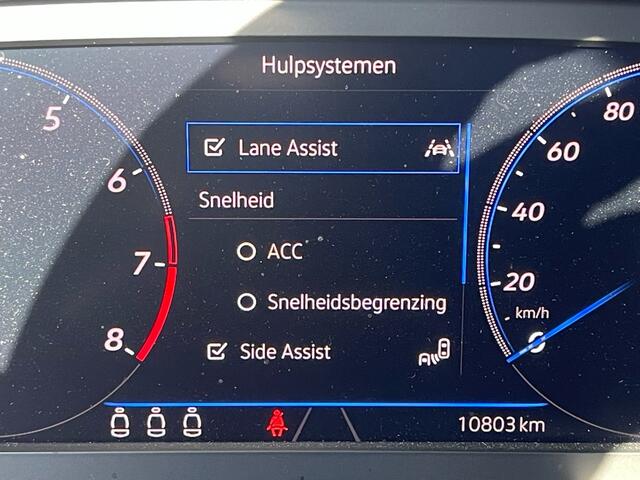 Hulpsystemen
Lane Assist
Snelheid
ACC
Snelheidsbegrenzing
Side Assist
5
6
7
8
80
60
40
20
km/h
0
10803 km